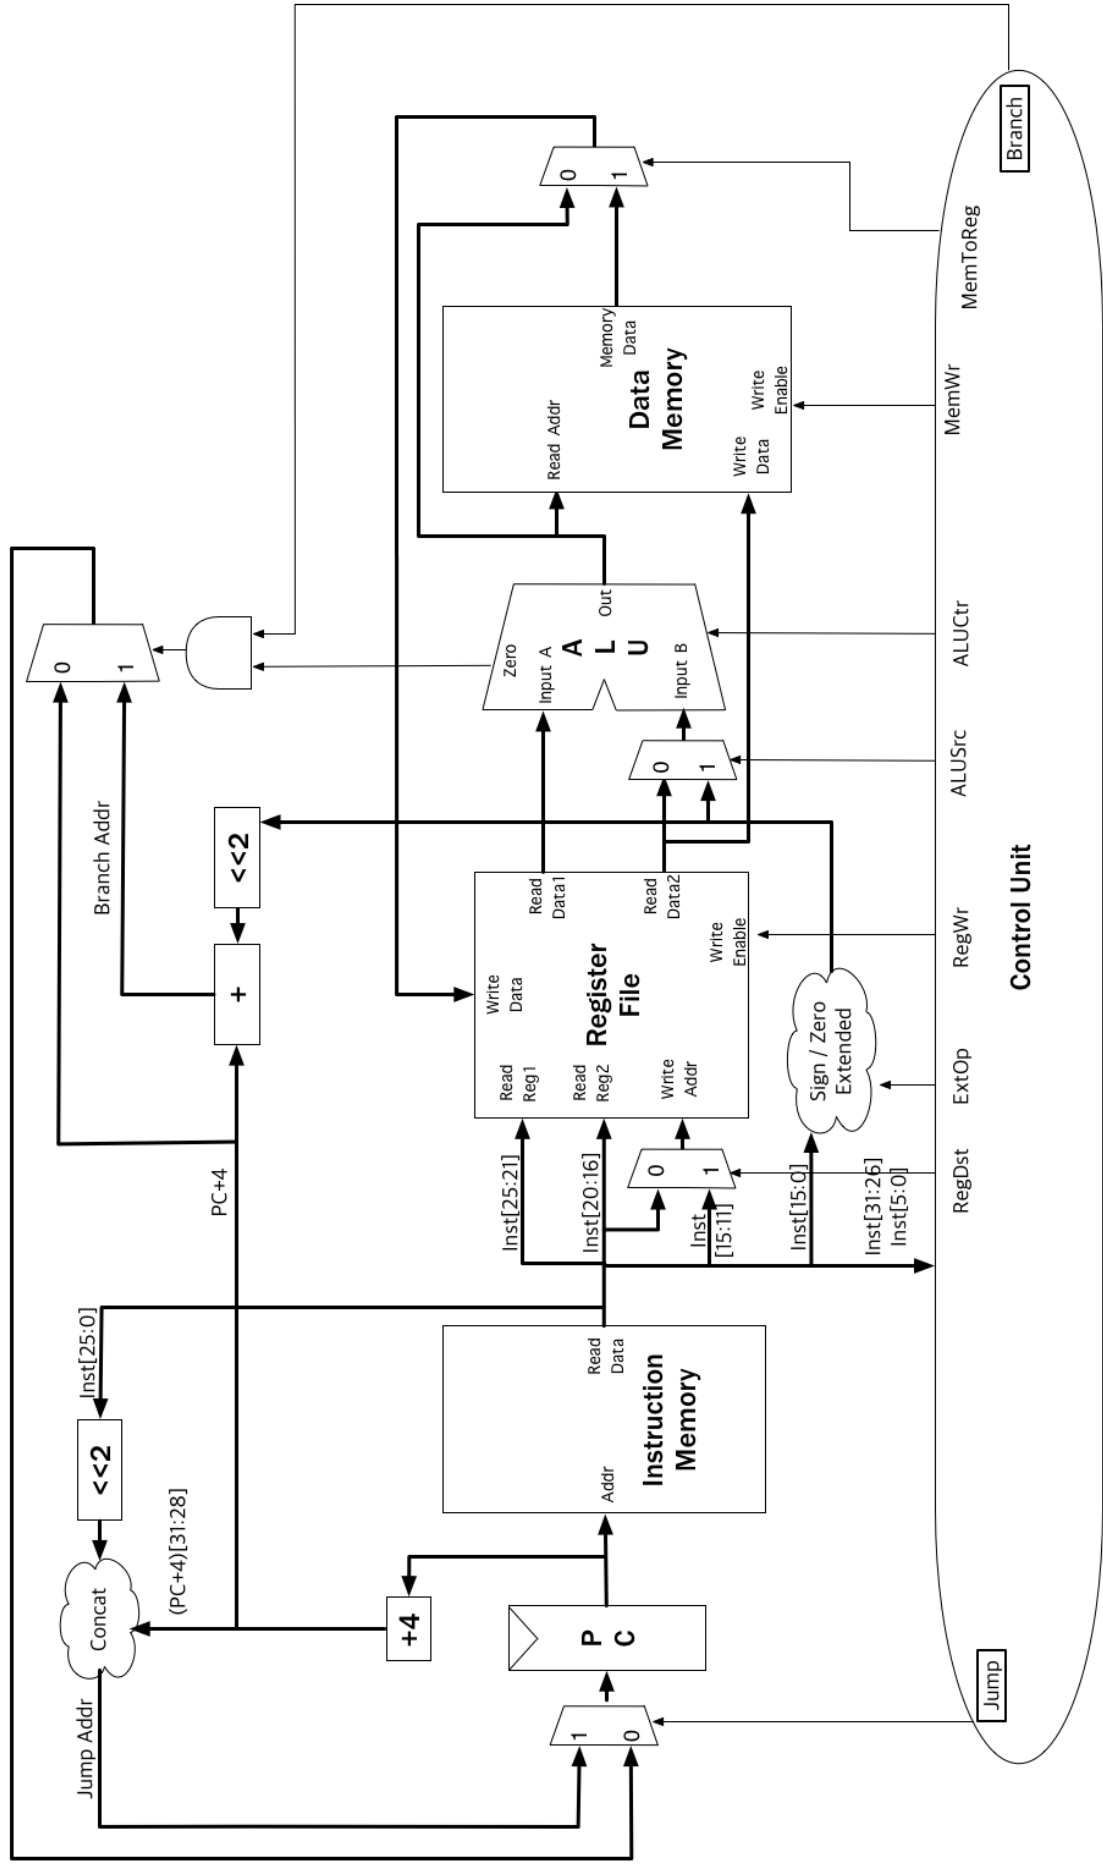 Jump Addr
Concat
<<2
Inst[25:0]
(PC+4)[31:28]
PC+4
+
<<2
Branch Addr
0
1
+4
1
0
P
C
Addr
Read
Data
Instruction
Memory
Inst[25:21]
Inst[20:16]
Inst
[15:11]
Inst[15:0]
Inst[31:26]
Inst[5:0]
0
1
Read
Reg1
Read
Reg2
Write
Addr
Write
Data
Register
File
Read
Data1
Read
Data2
Write
Enable
Sign / Zero
Extended
0
1
Zero
Input A
A
L
U
Out
Input B
Read Addr
Memory
Data
Data
Memory
Write
Data
Write
Enable
0
1
Jump
RegDst
ExtOp
RegWr
ALUSrc
ALUCtr
MemWr
MemToReg
Branch
Control Unit